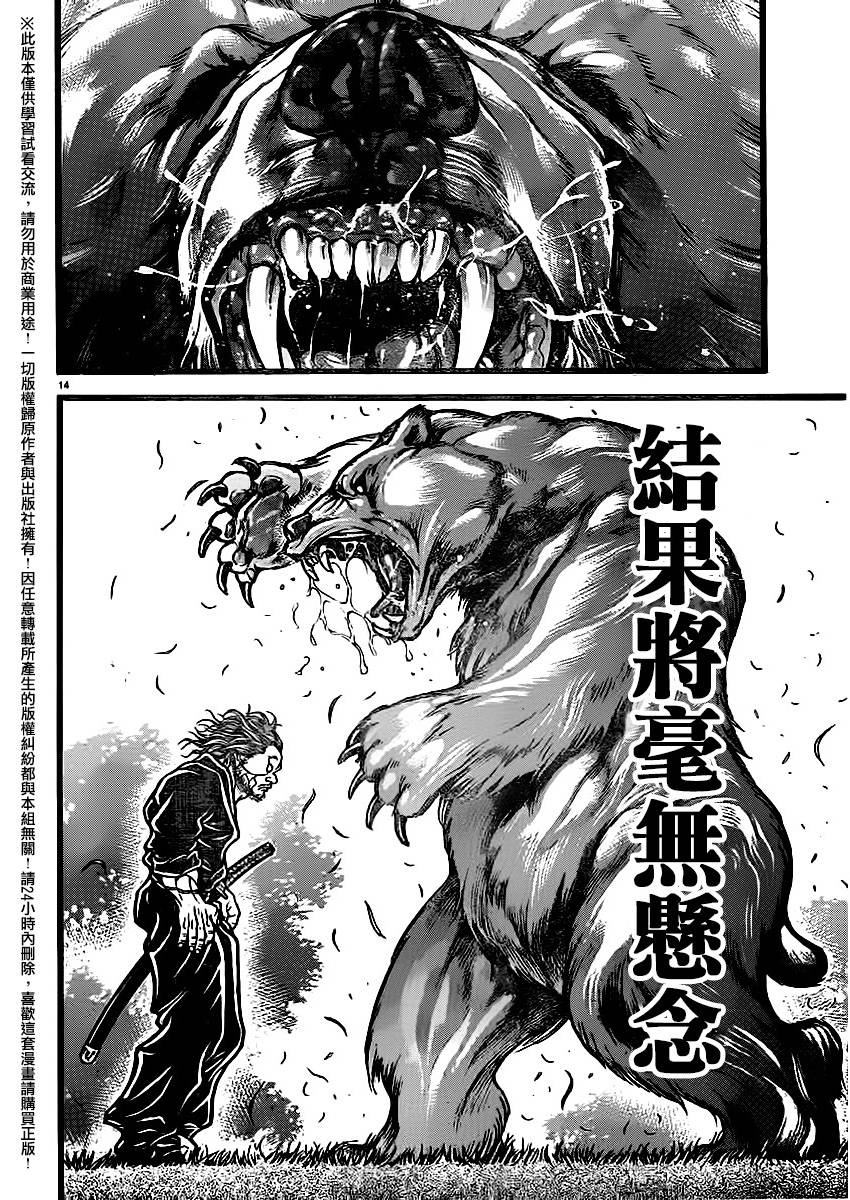 結果將毫無懸念
14
※此版本僅供學習試看交流，請勿用於商業用途！一切版權歸原作者與出版社擁有！因任意轉載所產生的版權糾紛都與本組無關！請24小時內刪除，喜歡這套漫畫請購買正版！